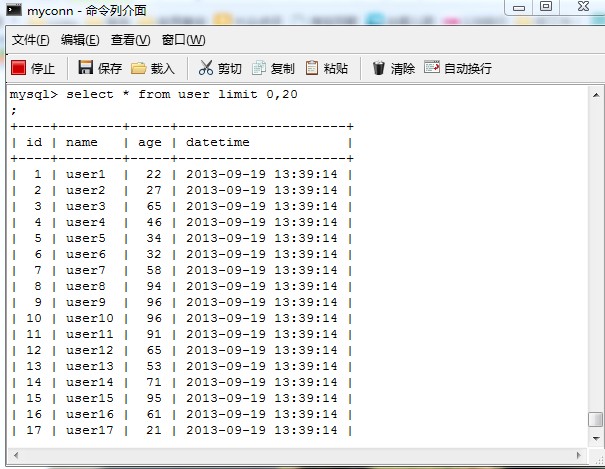 myconn - 命令列介面
文件(F) 编辑(E) 查看(V) 窗口(W)
停止 保存 载入 剪切 复制 粘贴 清除 自动换行
mysql> select * from user limit 0,20
;
+----+--------+-----+---------------------+
| id | name   | age | datetime            |
+----+--------+-----+---------------------+
|  1 | user1  |  22 | 2013-09-19 13:39:14 |
|  2 | user2  |  27 | 2013-09-19 13:39:14 |
|  3 | user3  |  65 | 2013-09-19 13:39:14 |
|  4 | user4  |  46 | 2013-09-19 13:39:14 |
|  5 | user5  |  34 | 2013-09-19 13:39:14 |
|  6 | user6  |  32 | 2013-09-19 13:39:14 |
|  7 | user7  |  58 | 2013-09-19 13:39:14 |
|  8 | user8  |  94 | 2013-09-19 13:39:14 |
|  9 | user9  |  96 | 2013-09-19 13:39:14 |
| 10 | user10 |  96 | 2013-09-19 13:39:14 |
| 11 | user11 |  91 | 2013-09-19 13:39:14 |
| 12 | user12 |  65 | 2013-09-19 13:39:14 |
| 13 | user13 |  53 | 2013-09-19 13:39:14 |
| 14 | user14 |  71 | 2013-09-19 13:39:14 |
| 15 | user15 |  95 | 2013-09-19 13:39:14 |
| 16 | user16 |  61 | 2013-09-19 13:39:14 |
| 17 | user17 |  21 | 2013-09-19 13:39:14 |